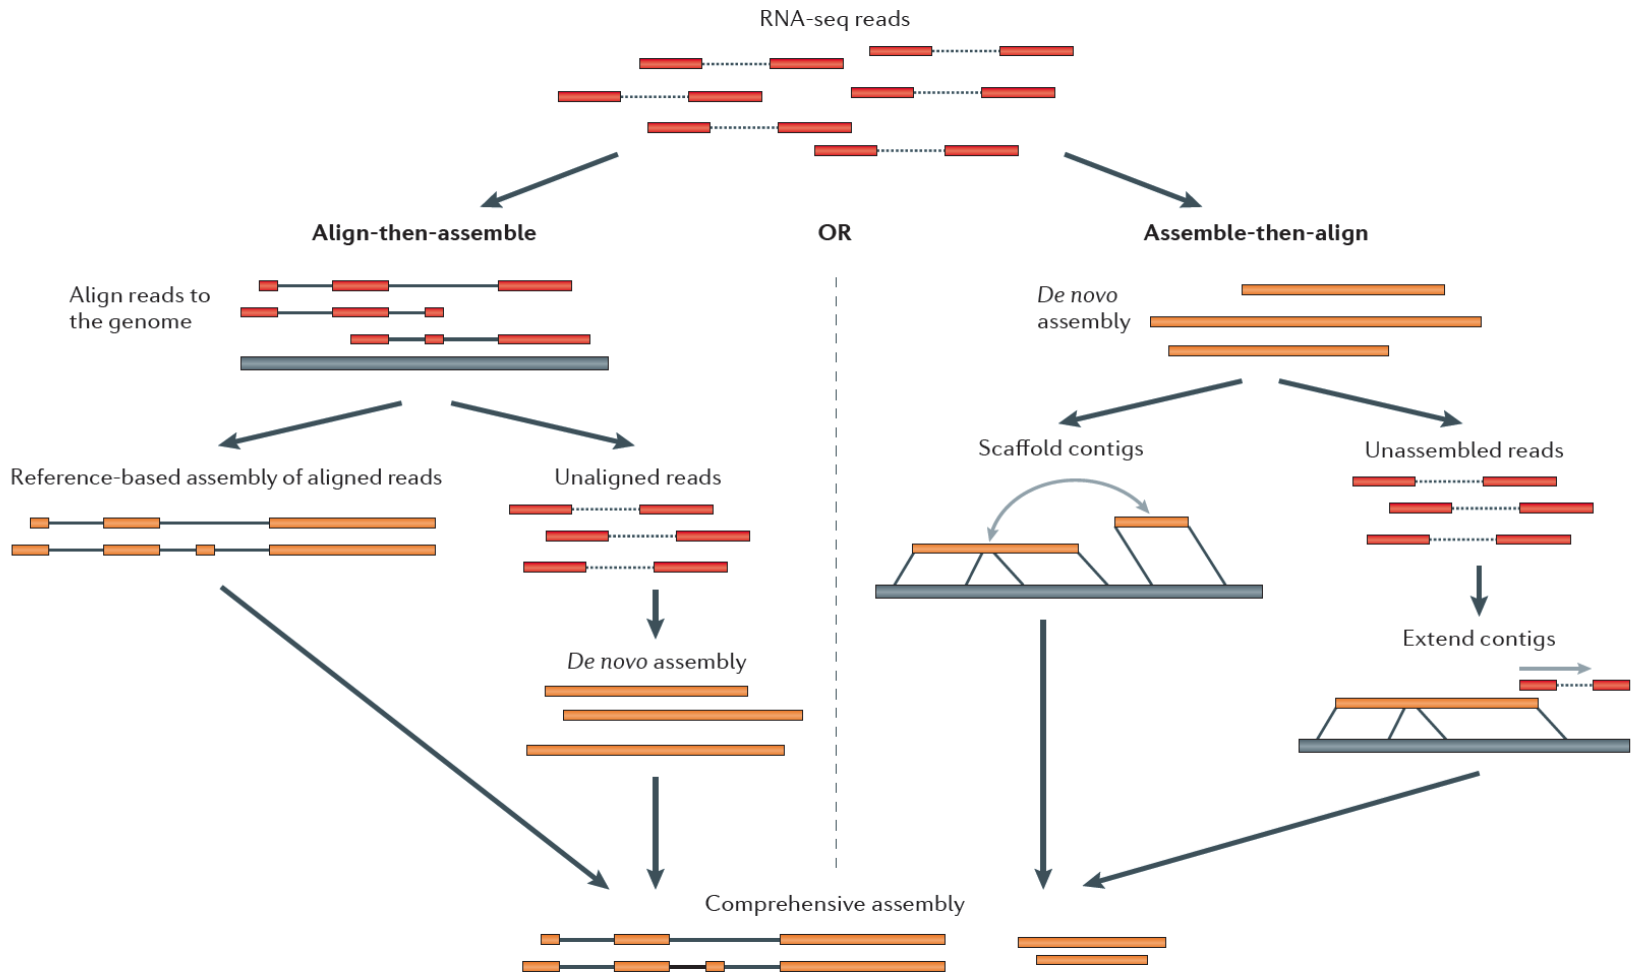 RNA-seq reads
Align-then-assemble
OR
Assemble-then-align
Align reads to
the genome
De novo
assembly
Reference-based assembly of aligned reads
Unaligned reads
Scaffold contigs
Unassembled reads
De novo assembly
Extend contigs
Comprehensive assembly